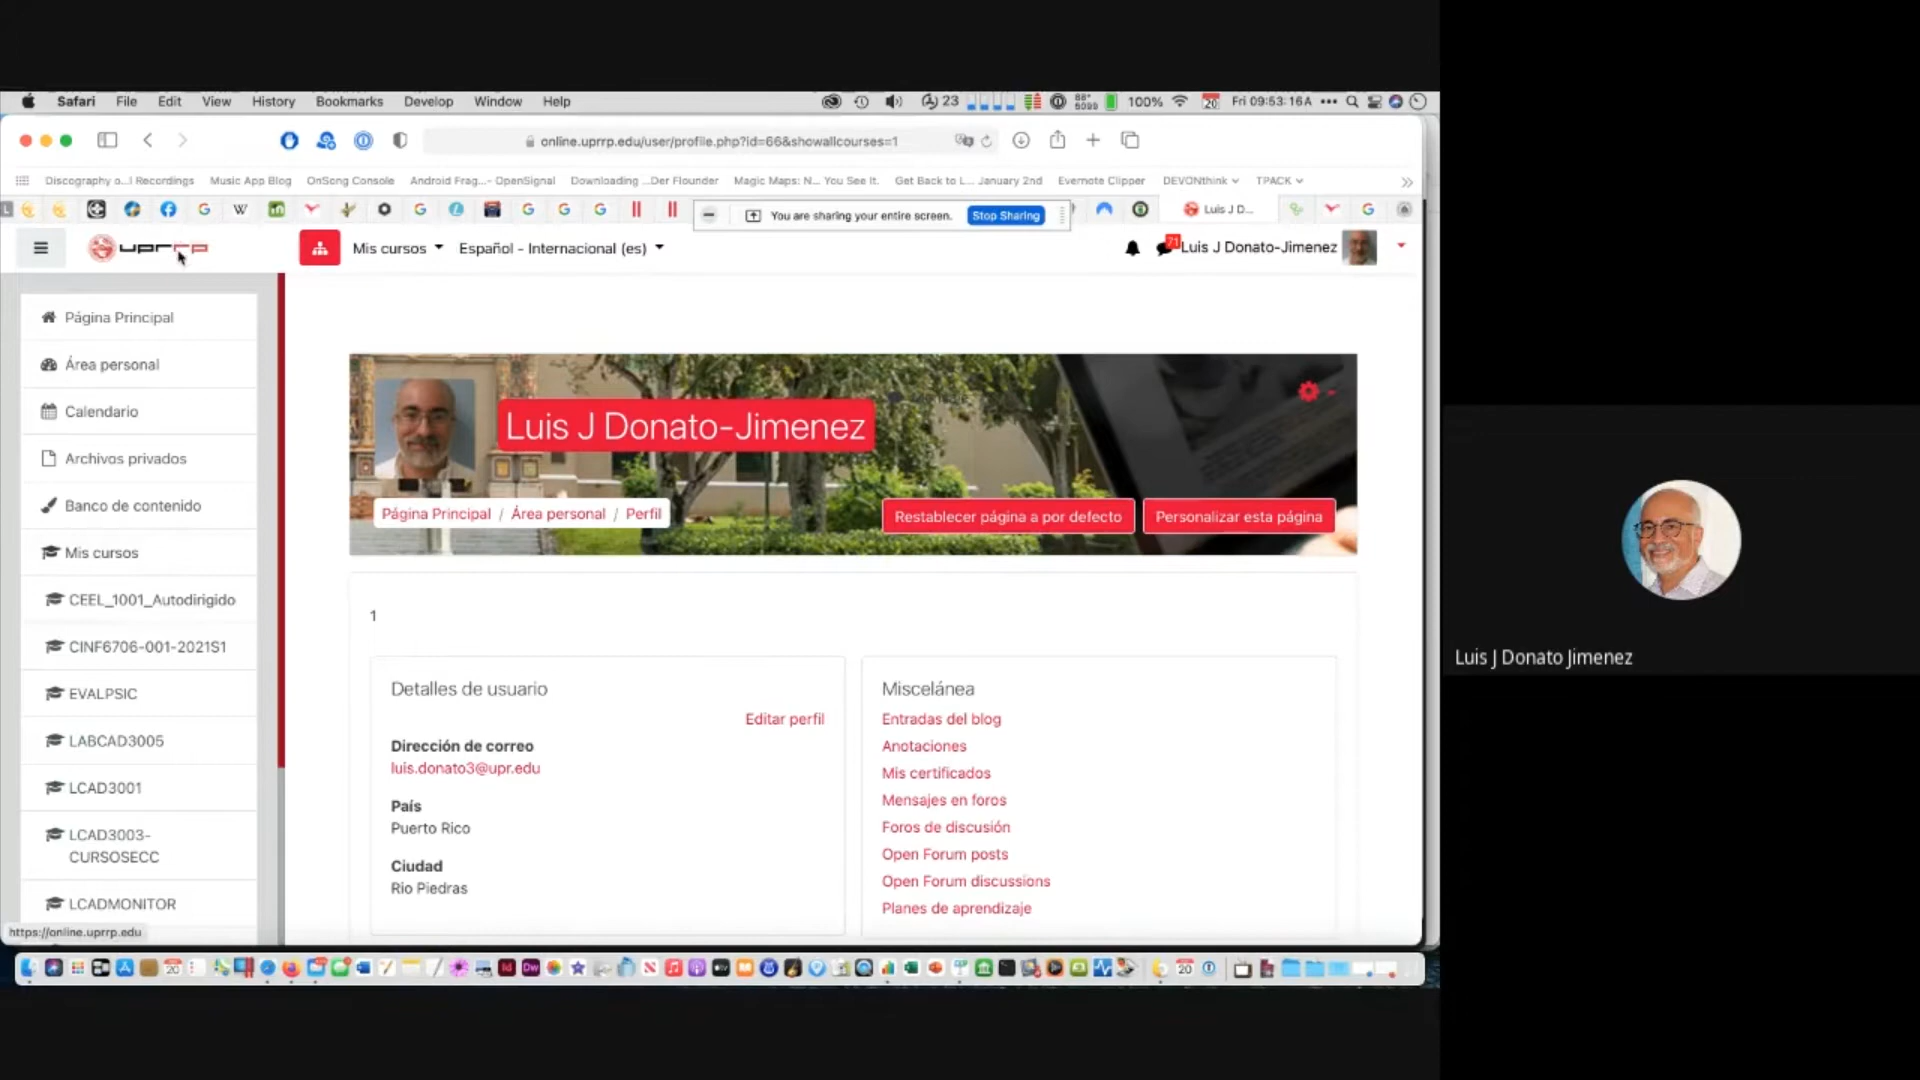 Safari File Edit View History Bookmarks Develop Window Help 23 88° 5099 100% 20 Fri 09:53:16A
online.uprrp.edu/user/profile.php?id=66&showallcourses=1
Discography o...l Recordings Music App Blog OnSong Console Android Frag...- OpenSignal Downloading ...Der Flounder Magic Maps: N... You See It. Get Back to L... January 2nd Evernote Clipper DEVONthink TPACK
You are sharing your entire screen. Stop Sharing
Luis J D...
uprrp Mis cursos Español - Internacional (es) 71 Luis J Donato-Jimenez
Página Principal
Área personal
Calendario
Archivos privados
Banco de contenido
Mis cursos
CEEL_1001_Autodirigido
CINF6706-001-2021S1
EVALPSIC
LABCAD3005
LCAD3001
LCAD3003-
CURSOSECC
LCADMONITOR
https://online.uprrp.edu
Luis J Donato-Jimenez
Página Principal / Área personal / Perfil
Restablecer página a por defecto Personalizar esta página
1
Detalles de usuario
Editar perfil
Dirección de correo
luis.donato3@upr.edu
País
Puerto Rico
Ciudad
Rio Piedras
Miscelánea
Entradas del blog
Anotaciones
Mis certificados
Mensajes en foros
Foros de discusión
Open Forum posts
Open Forum discussions
Planes de aprendizaje
Luis J Donato Jimenez